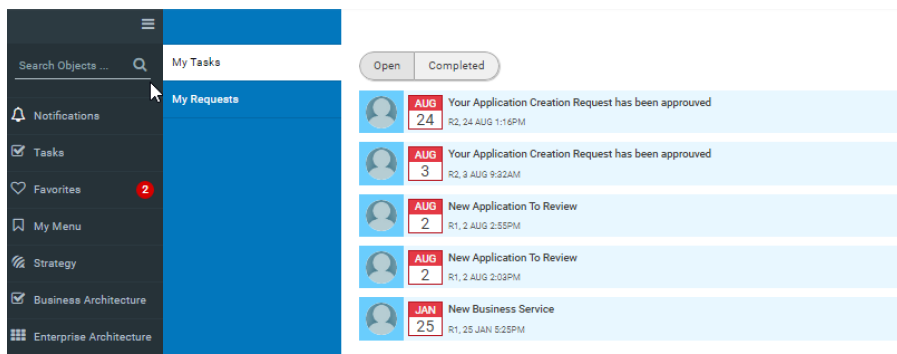 Search Objects ...
Notifications
Tasks
Favorites 2
My Menu
Strategy
Business Architecture
Enterprise Architecture
My Tasks
My Requests
Open Completed
AUG 24 Your Application Creation Request has been approuved
R2, 24 AUG 1:16PM
AUG 3 Your Application Creation Request has been approuved
R2, 3 AUG 9:32AM
AUG 2 New Application To Review
R1, 2 AUG 2:55PM
AUG 2 New Application To Review
R1, 2 AUG 2:03PM
JAN 25 New Business Service
R1, 25 JAN 5:25PM